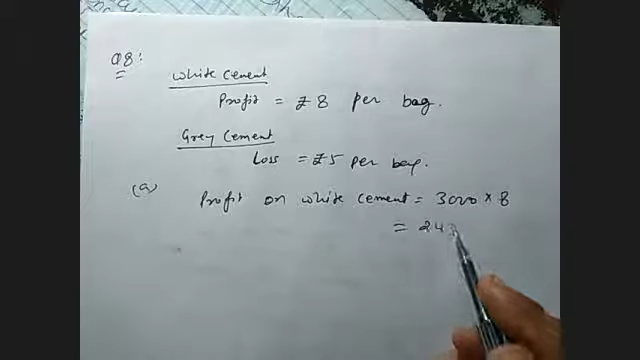 Q8:
White cement
Profit = ₹8 per bag.
Grey Cement
Loss = ₹5 per bag.
(a) Profit on white cement = 3000 × 8
= 24